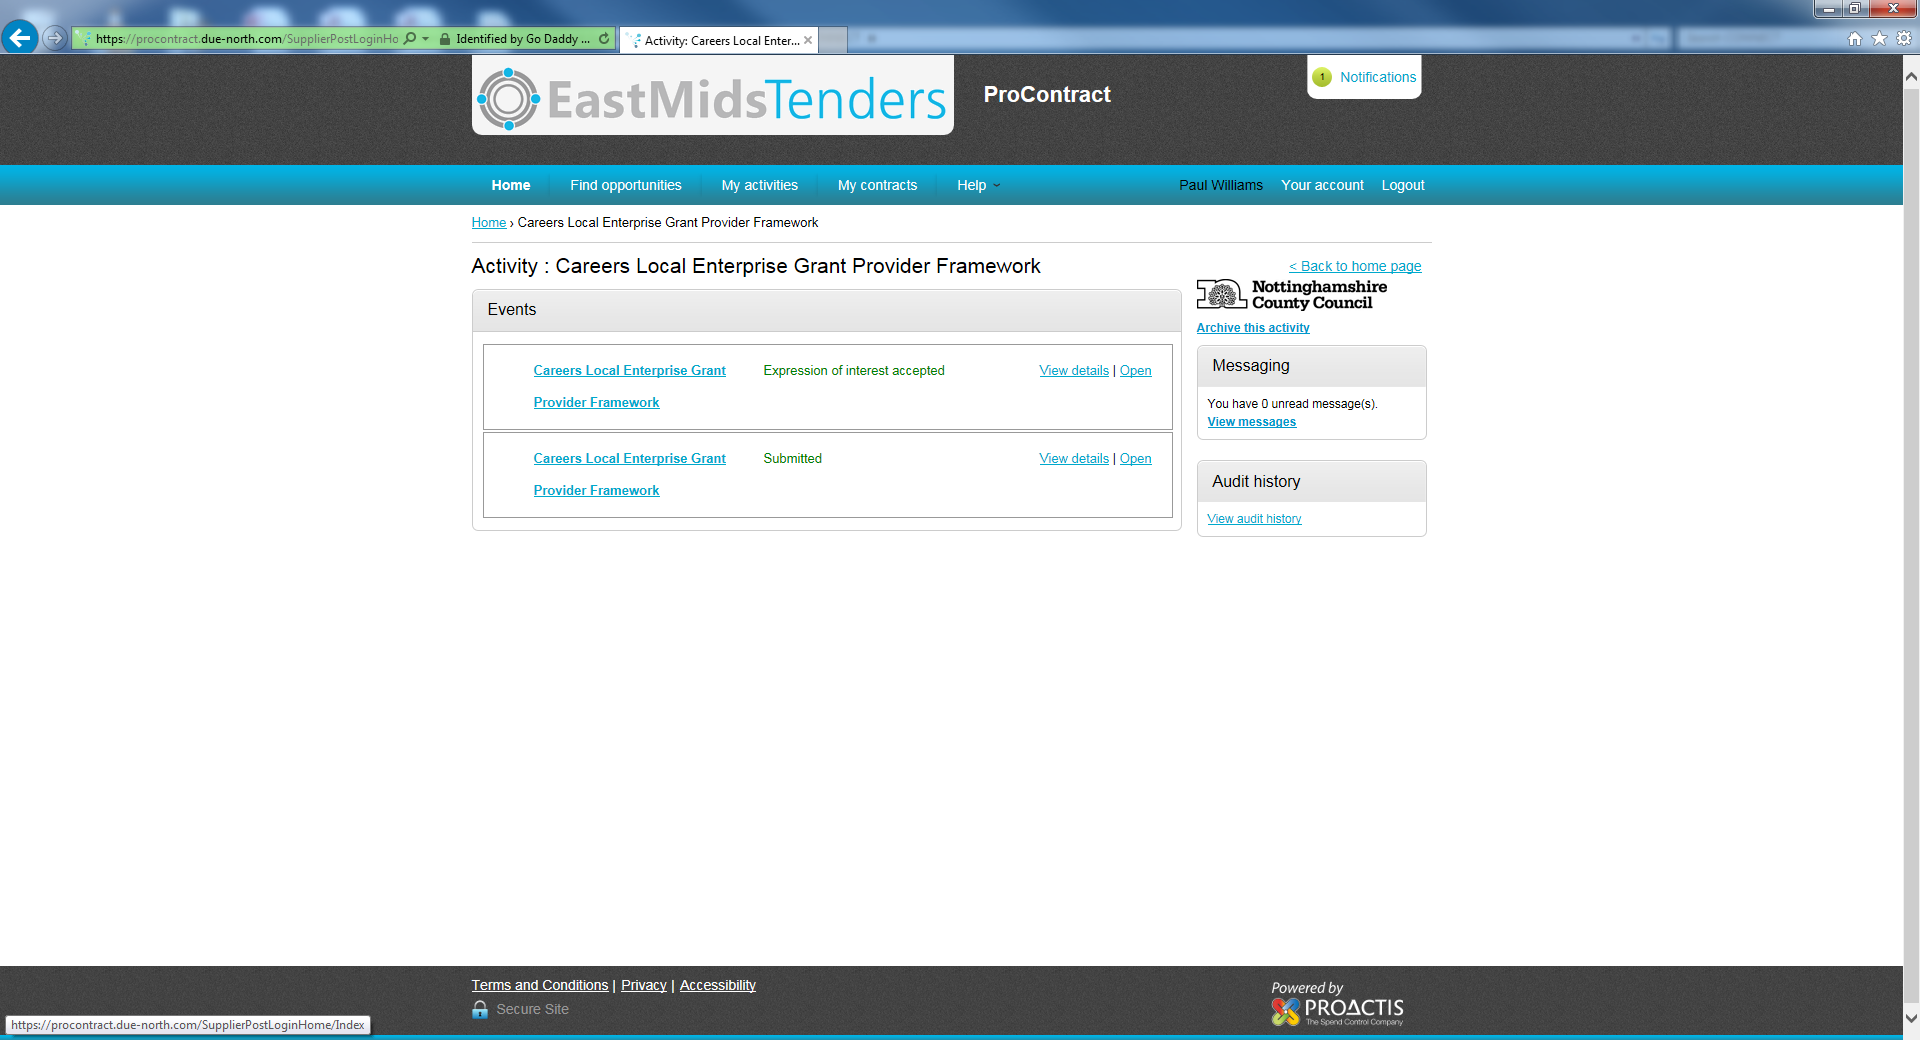 https://procontract.due-north.com/SupplierPostLoginHo
Identified by Go Daddy ...
Activity: Careers Local Enter...
EastMidsTenders
ProContract
1 Notifications
Home
Find opportunities
My activities
My contracts
Help
Paul Williams
Your account
Logout
Home › Careers Local Enterprise Grant Provider Framework
Activity : Careers Local Enterprise Grant Provider Framework
< Back to home page
Nottinghamshire
County Council
Archive this activity
Events
Careers Local Enterprise Grant
Provider Framework
Expression of interest accepted
View details | Open
Careers Local Enterprise Grant
Provider Framework
Submitted
View details | Open
Messaging
You have 0 unread message(s).
View messages
Audit history
View audit history
Terms and Conditions | Privacy | Accessibility
Secure Site
Powered by
PROACTIS
The Spend Control Company
https://procontract.due-north.com/SupplierPostLoginHome/Index